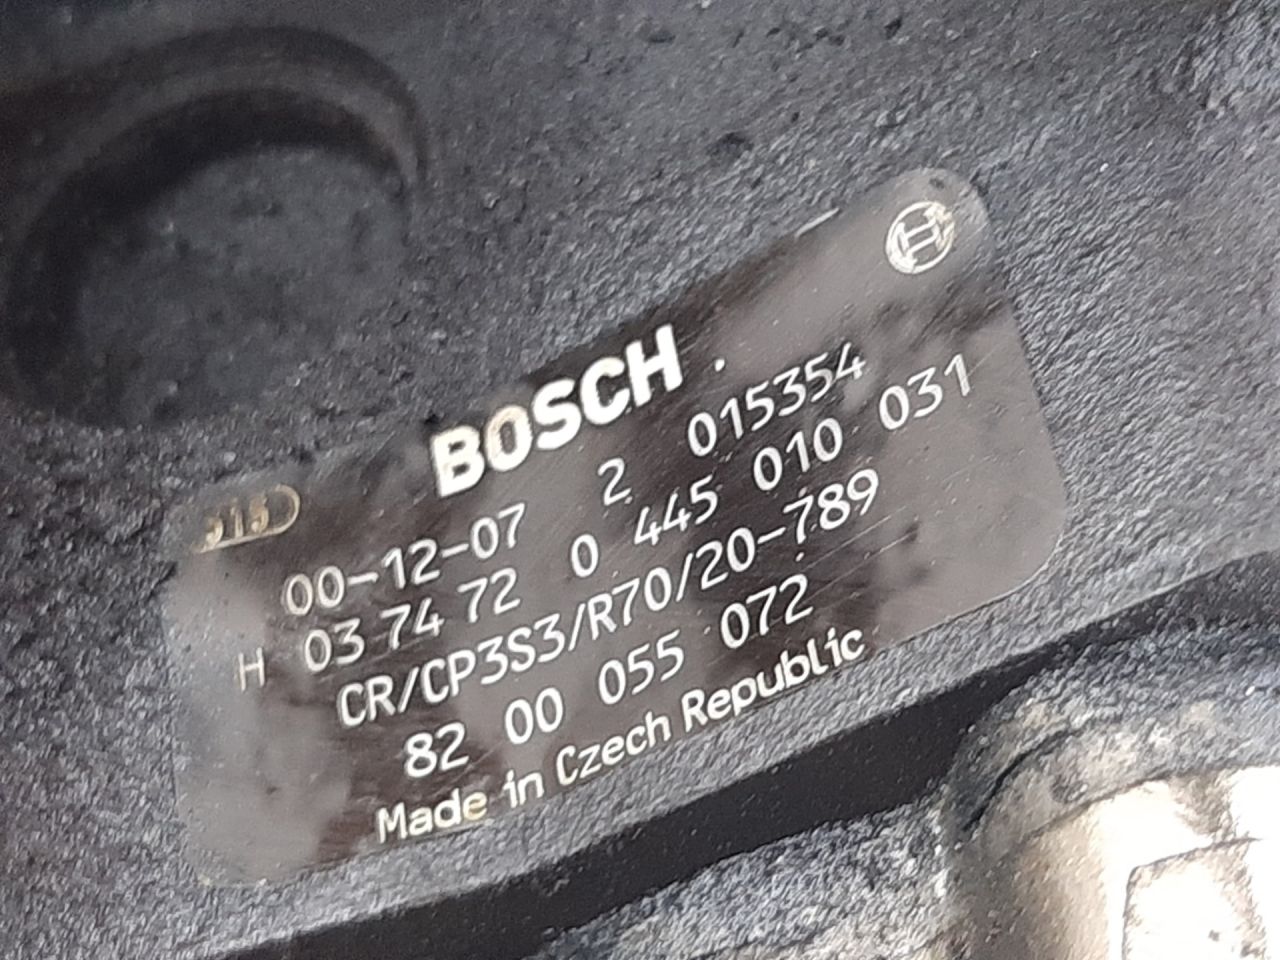 BOSCH
00-12-07 2 015354
H 03 74 72 0 445 010 031
CR/CP3S3/R70/20-789
82 00 055 072
Made in Czech Republic